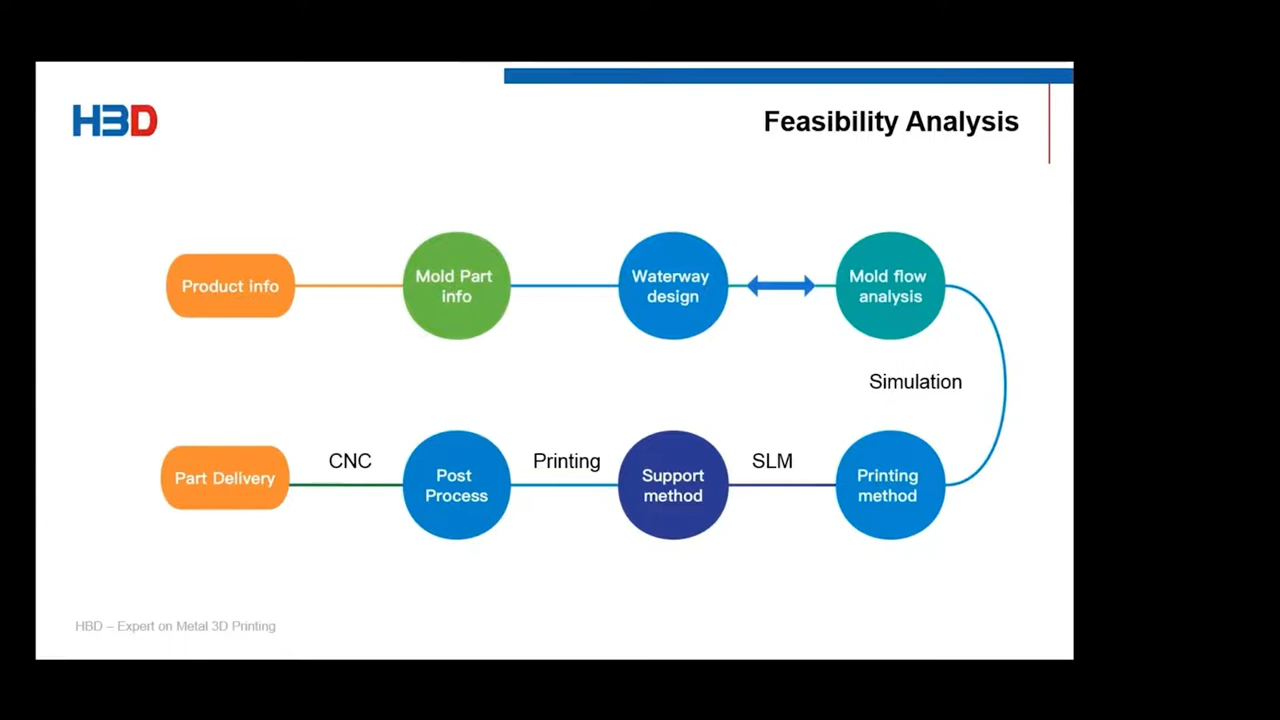 HBD
Feasibility Analysis
Product info
Mold Part
info
Waterway
design
Mold flow
analysis
Simulation
Part Delivery
CNC
Post
Process
Printing
Support
method
SLM
Printing
method
HBD – Expert on Metal 3D Printing